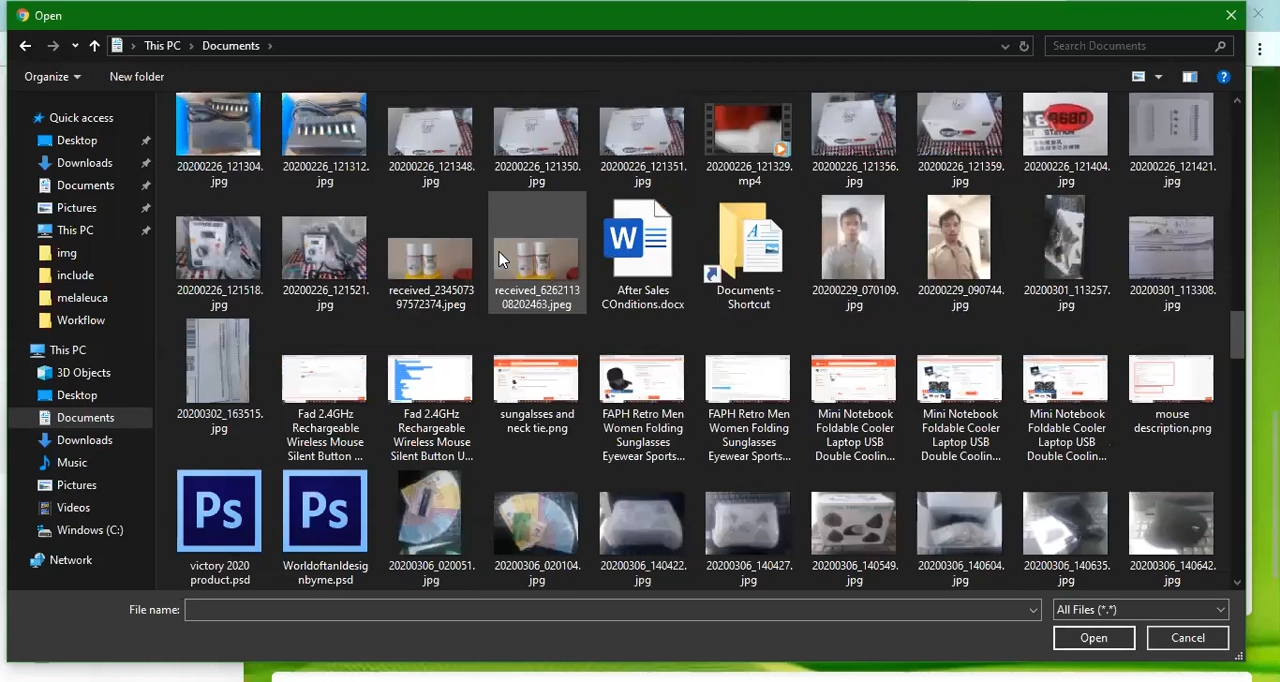 Open
This PC
Documents
Search Documents
Organize
New folder
Quick access
Desktop
Downloads
Documents
Pictures
This PC
img
include
melaleuca
Workflow
This PC
3D Objects
Desktop
Documents
Downloads
Music
Pictures
Videos
Windows (C:)
Network
20200226_121304.
jpg
20200226_121312.
jpg
20200226_121348.
jpg
20200226_121350.
jpg
20200226_121351.
jpg
20200226_121329.
mp4
20200226_121356.
jpg
20200226_121359.
jpg
20200226_121404.
jpg
20200226_121421.
jpg
20200226_121518.
jpg
20200226_121521.
jpg
received_2345073
97572374.jpeg
received_6262113
08202463.jpeg
W
After Sales
COnditions.docx
A
Documents -
Shortcut
20200229_070109.
jpg
20200229_090744.
jpg
20200301_113257.
jpg
20200301_113308.
jpg
20200302_163515.
jpg
Fad 2.4GHz
Rechargeable
Wireless Mouse
Silent Button ...
Fad 2.4GHz
Rechargeable
Wireless Mouse
Silent Button U...
sungalsses and
neck tie.png
FAPH Retro Men
Women Folding
Sunglasses
Eyewear Sports...
FAPH Retro Men
Women Folding
Sunglasses
Eyewear Sports...
Mini Notebook
Foldable Cooler
Laptop USB
Double Coolin...
Mini Notebook
Foldable Cooler
Laptop USB
Double Coolin...
Mini Notebook
Foldable Cooler
Laptop USB
Double Coolin...
mouse
description.png
Ps
victory 2020
product.psd
Ps
Worldoftanldesig
nbyme.psd
20200306_020051.
jpg
20200306_020104.
jpg
20200306_140422.
jpg
20200306_140427.
jpg
20200306_140549.
jpg
20200306_140604.
jpg
20200306_140635.
jpg
20200306_140642.
jpg
File name:
All Files (*.*)
Open
Cancel